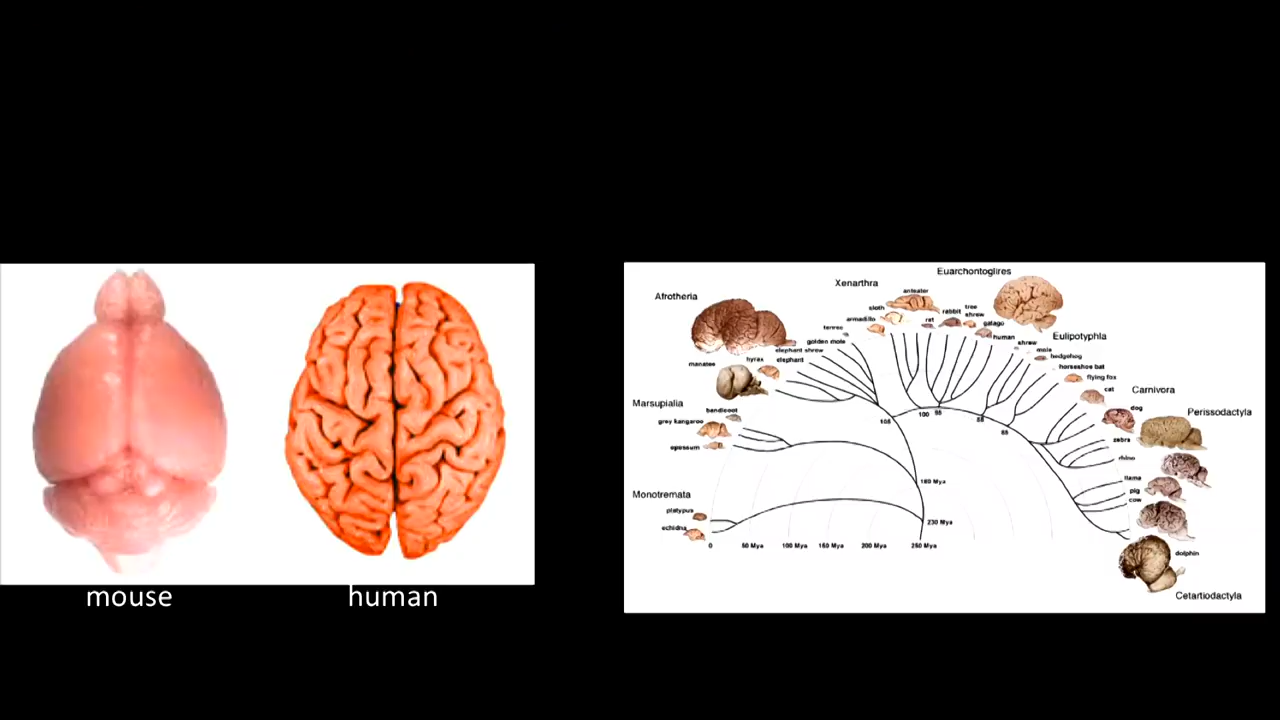 mouse
human
Euarchontoglires
Xenarthra
Afrotheria
anteater
sloth
armadillo
rat
rabbit
tree
shrew
galago
human
tenrec
golden mole
elephant shrew
elephant
hyrax
manatee
shrew
mole
hedgehog
Eulipotyphla
horseshoe bat
flying fox
cat
Carnivora
dog
Perissodactyla
zebra
rhino
llama
pig
cow
dolphin
Cetartiodactyla
Marsupialia
bandicoot
grey kangaroo
opossum
Monotremata
platypus
echidna
105
100
95
88
85
180 Mya
230 Mya
0
50 Mya
100 Mya
150 Mya
200 Mya
250 Mya